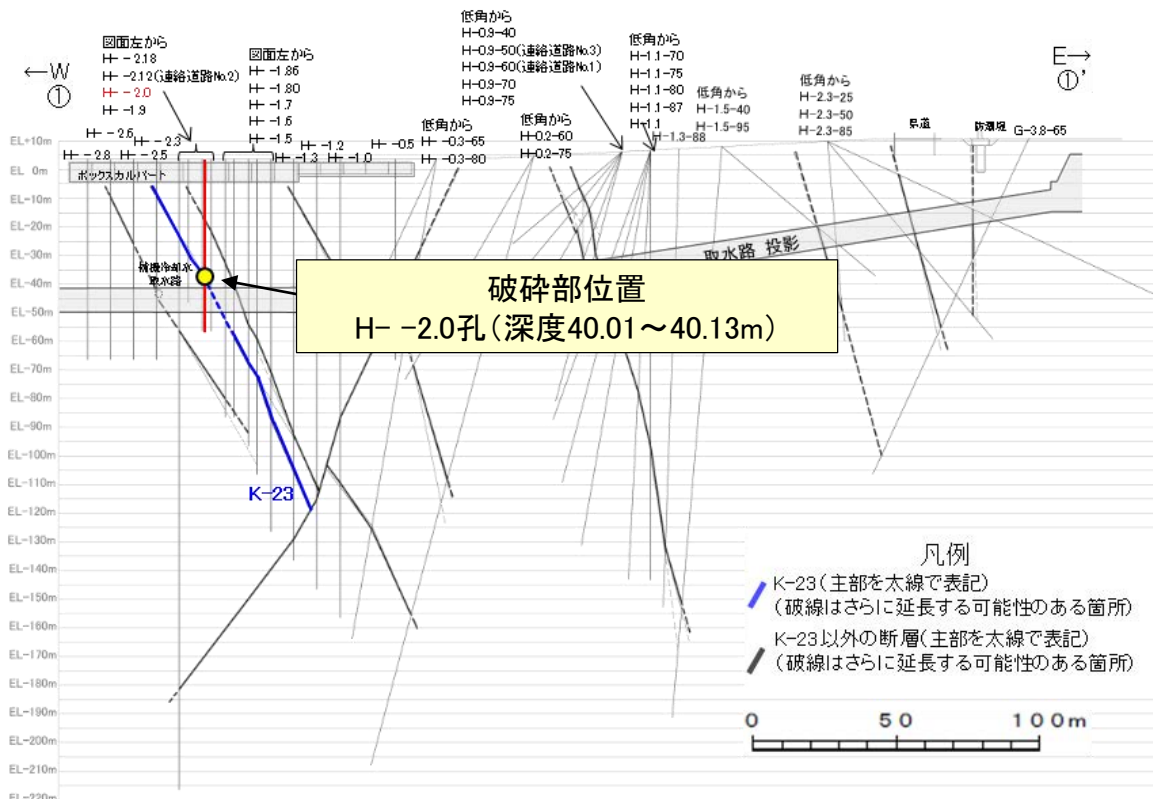 ←W
①
図面左から
H- -2.18
H- -2.12(連絡道路No.2)
H- -2.0
H- -1.9
図面左から
H- -1.86
H- -1.80
H- -1.7
H- -1.6
H- -1.5
低角から
H-0.9-40
H-0.9-50(連絡道路No.3)
H-0.9-60(連絡道路No.1)
H-0.9-70
H-0.9-75
低角から
H-1.1-70
H-1.1-75
H-1.1-80
H-1.1-87
H-1.1
H-1.3-88
低角から
H-1.5-40
H-1.5-95
低角から
H-2.3-25
H-2.3-50
H-2.3-85
E→
①'
県道
防潮堤
G-3.8-65
H- -2.6
H- -2.3
H- -2.8
H- -2.5
H- -1.2
H- -0.5
H- -1.3
H- -1.0
低角から
H- -0.3-65
H- -0.3-80
低角から
H-0.2-60
H-0.2-75
ボックスカルバート
補機冷却水
取水路
取水路 投影
破砕部位置
H- -2.0孔(深度40.01～40.13m)
K-23
EL+10m
EL 0m
EL-10m
EL-20m
EL-30m
EL-40m
EL-50m
EL-60m
EL-70m
EL-80m
EL-90m
EL-100m
EL-110m
EL-120m
EL-130m
EL-140m
EL-150m
EL-160m
EL-170m
EL-180m
EL-190m
EL-200m
EL-210m
EL-220m
凡例
K-23(主部を太線で表記)
(破線はさらに延長する可能性のある箇所)
K-23以外の断層(主部を太線で表記)
(破線はさらに延長する可能性のある箇所)
0 50 100m